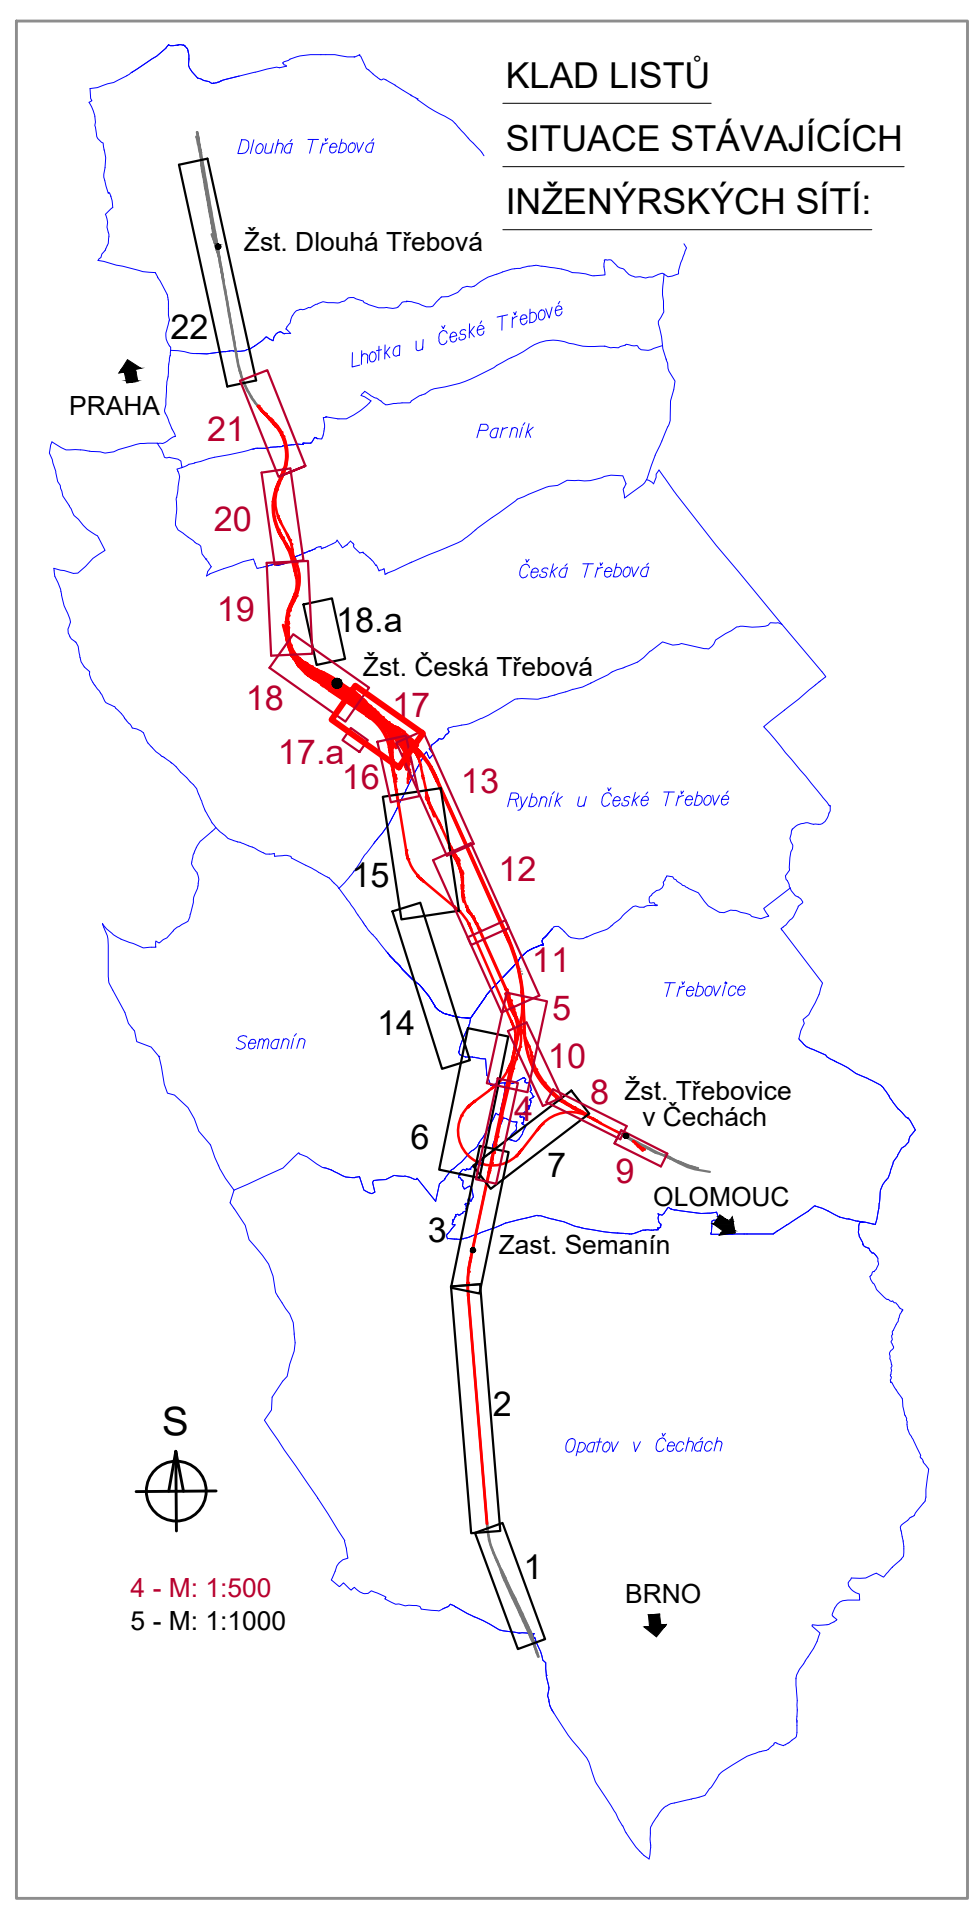 KLAD LISTŮ
SITUACE STÁVAJÍCÍCH
INŽENÝRSKÝCH SÍTÍ:
Dlouhá Třebová
Žst. Dlouhá Třebová
22
Lhotka u České Třebové
PRAHA
21
Parník
20
Česká Třebová
19
18.a
Žst. Česká Třebová
18
17
17.a
16
13
Rybník u České Třebové
15
12
11
Třebovice
5
14
Semanín
10
8
Žst. Třebovice
v Čechách
4
6
7
9
OLOMOUC
3
Zast. Semanín
2
S
Opatov v Čechách
1
4 - M: 1:500
5 - M: 1:1000
BRNO